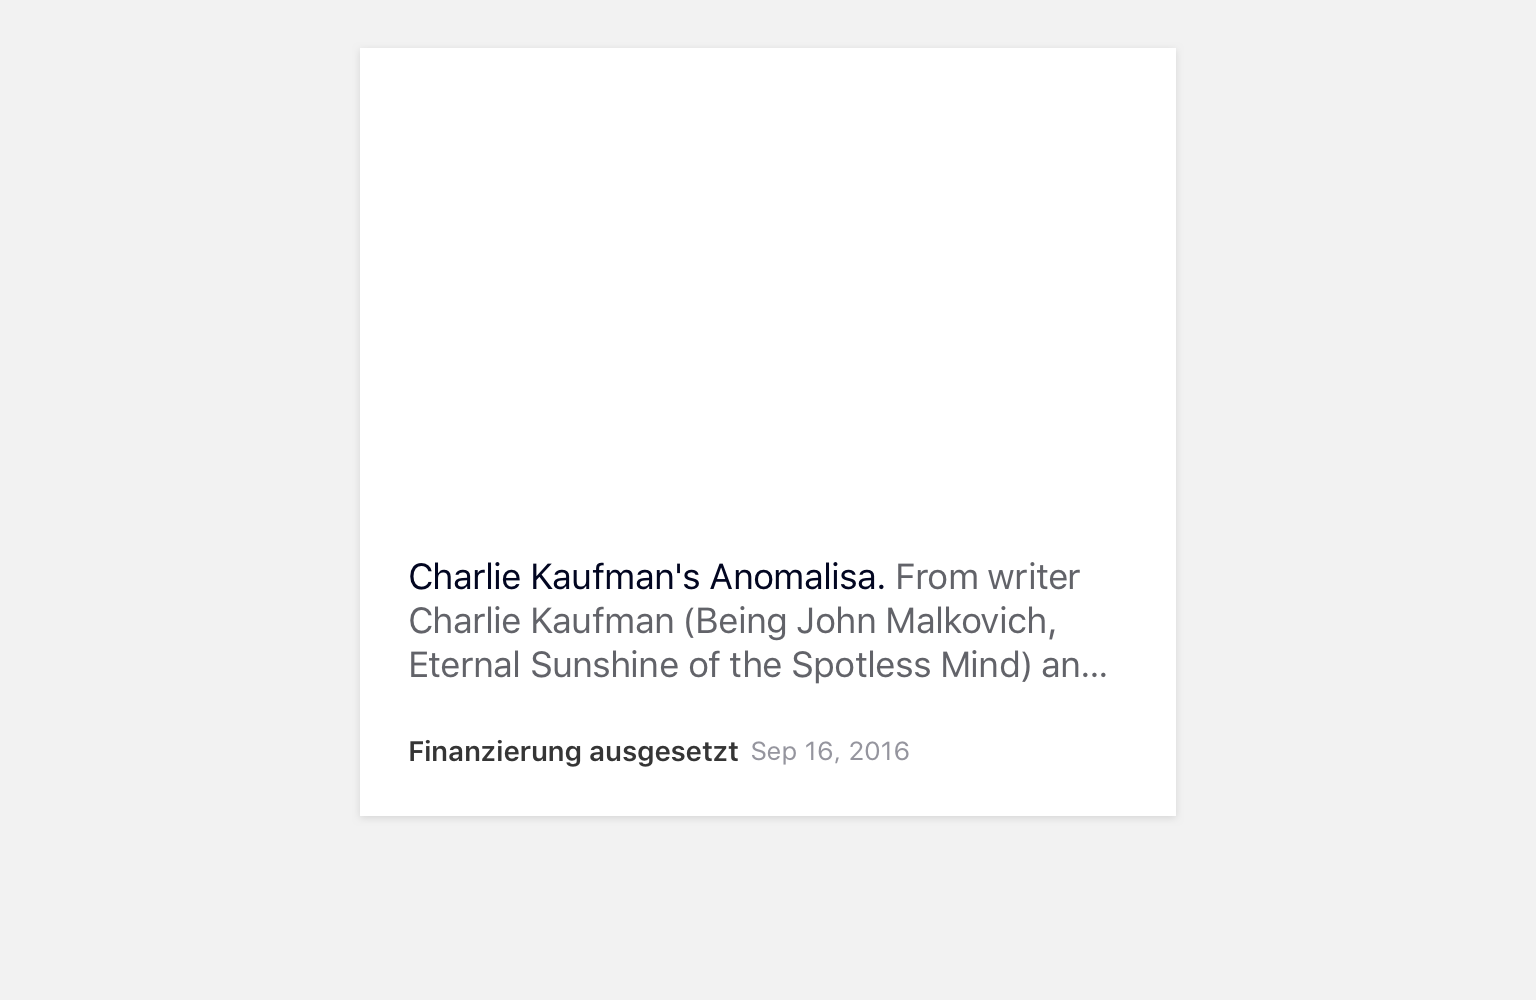 Charlie Kaufman's Anomalisa. From writer
Charlie Kaufman (Being John Malkovich,
Eternal Sunshine of the Spotless Mind) an...
Finanzierung ausgesetzt Sep 16, 2016